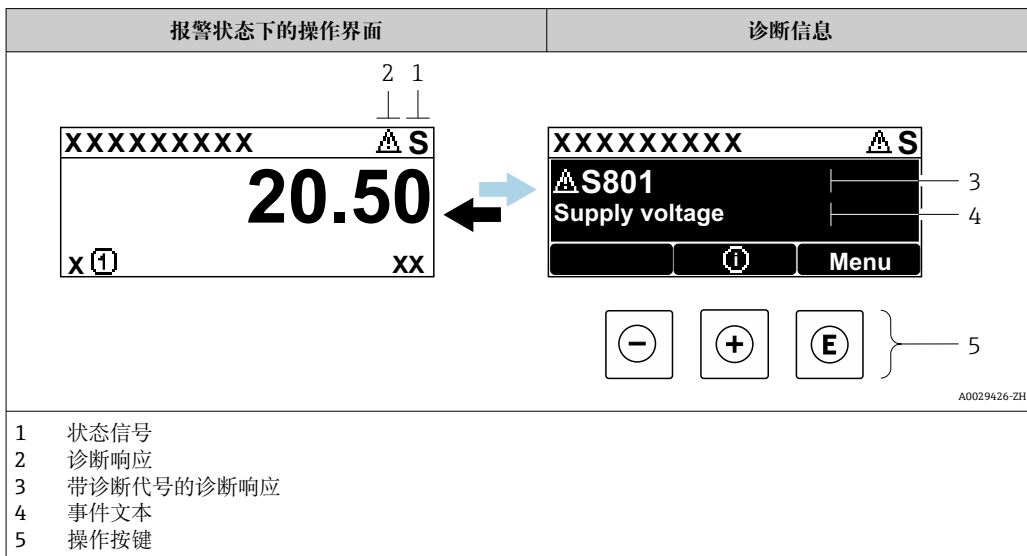 报警状态下的操作界面
诊断信息
2 1
XXXXXXXXX ⚠ S
20.50
X ① XX
XXXXXXXXX ⚠ S
⚠S801
Supply voltage
ⓘ Menu
3
4
− + E
5
A0029426-ZH
1 状态信号
2 诊断响应
3 带诊断代号的诊断响应
4 事件文本
5 操作按键